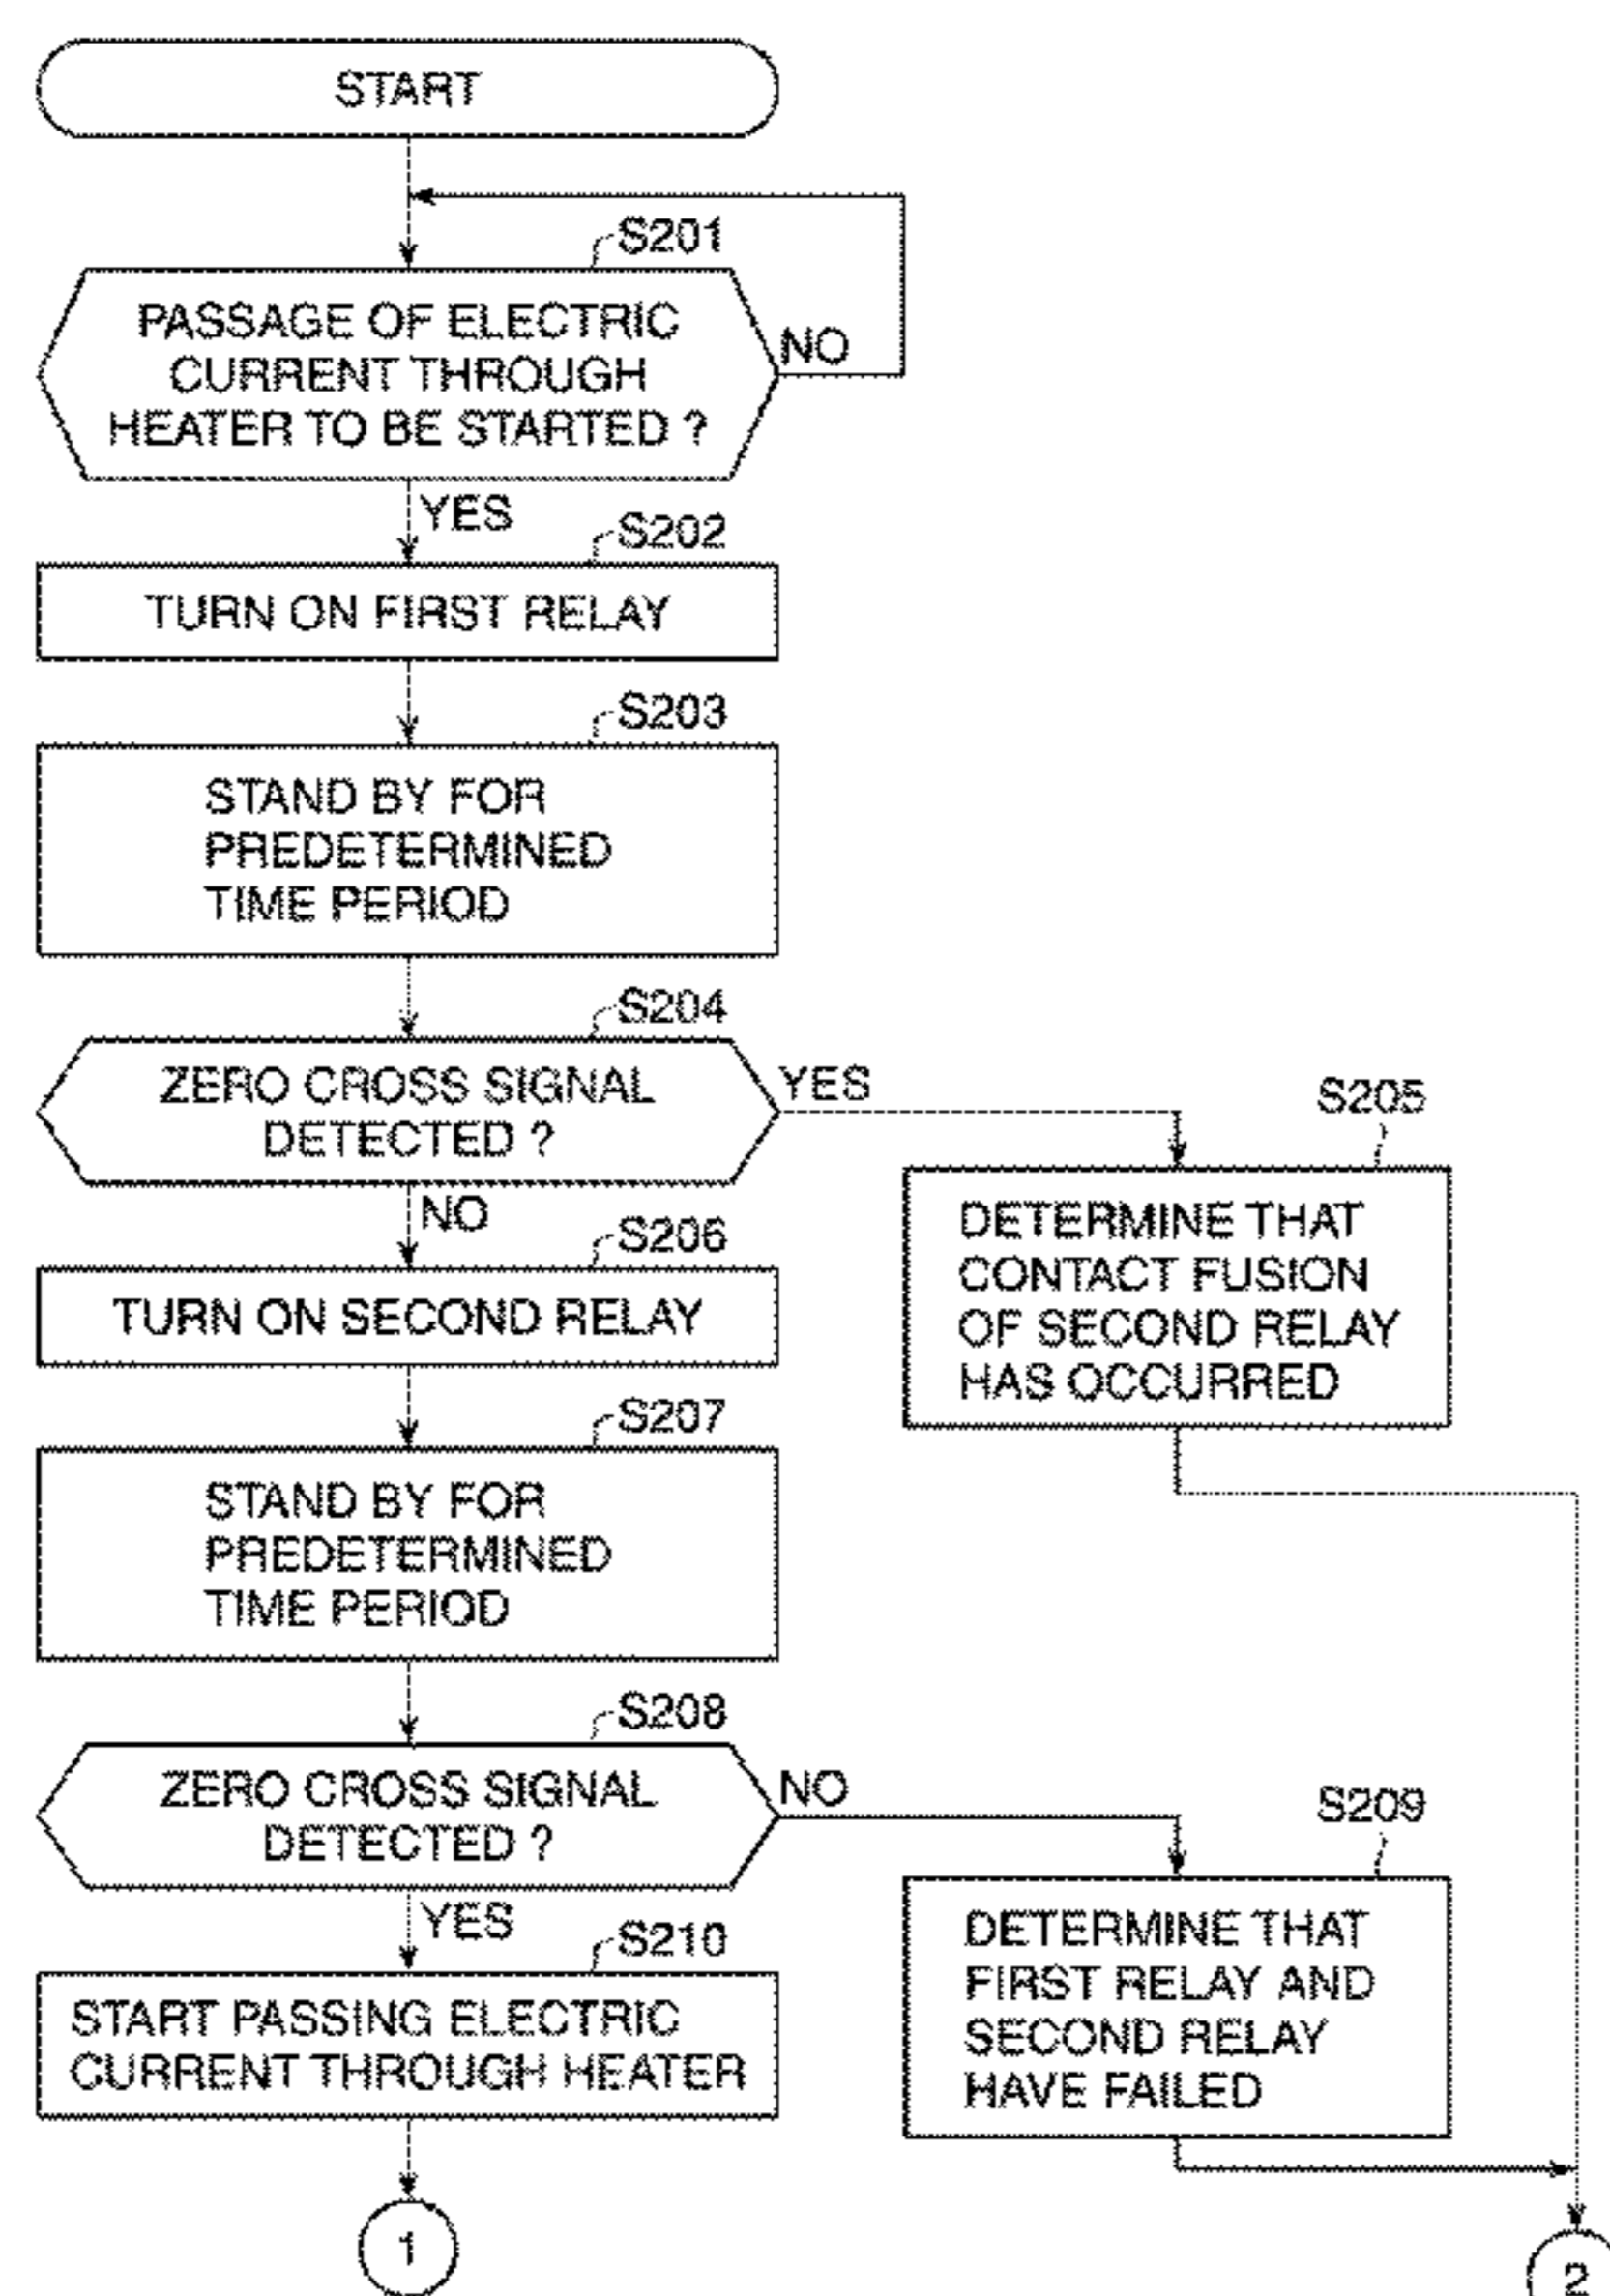 START
S201
PASSAGE OF ELECTRIC
CURRENT THROUGH
HEATER TO BE STARTED ?
NO
YES
S202
TURN ON FIRST RELAY
S203
STAND BY FOR
PREDETERMINED
TIME PERIOD
S204
ZERO CROSS SIGNAL
DETECTED ?
YES
S205
DETERMINE THAT
CONTACT FUSION
OF SECOND RELAY
HAS OCCURRED
NO
S206
TURN ON SECOND RELAY
S207
STAND BY FOR
PREDETERMINED
TIME PERIOD
S208
ZERO CROSS SIGNAL
DETECTED ?
NO
S209
DETERMINE THAT
FIRST RELAY AND
SECOND RELAY
HAVE FAILED
YES
S210
START PASSING ELECTRIC
CURRENT THROUGH HEATER
1
2